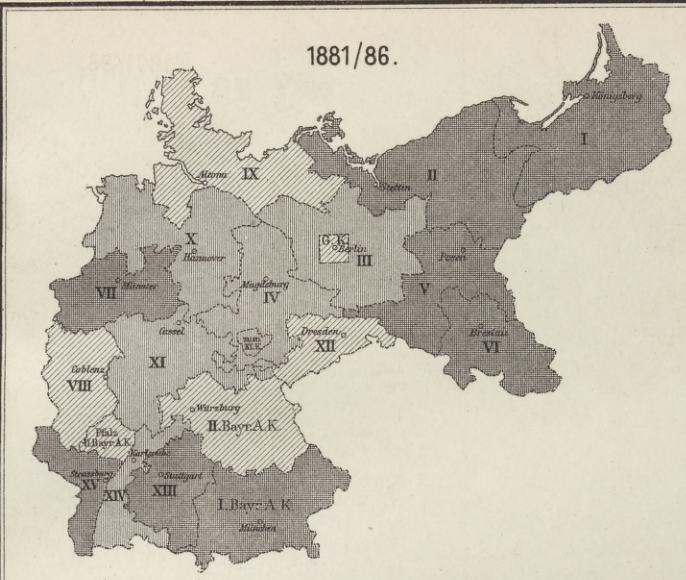 1881/86.
Königsberg
I
IX
Altona
II
Stettin
X
Hannover
G.K.
Berlin
III
Posen
VII
Münster
Magdeburg
IV
V
Cassel
Dresden
XII
Breslau
VI
XI
Coblenz
VIII
Würzburg
II.Bayr.A.K.
Pfalz
II.Bayr.A.K.
Karlsruhe
Strassburg
XV
XIV
Stuttgart
XIII
I.Bayr.A.K.
München